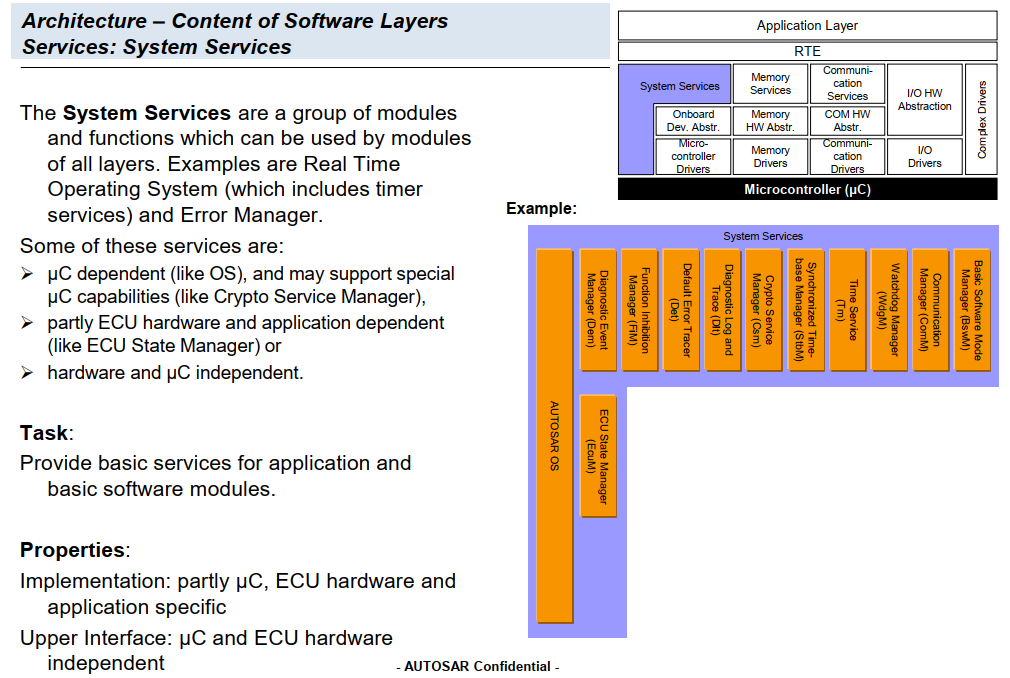 Architecture – Content of Software Layers
Services: System Services
The System Services are a group of modules
and functions which can be used by modules
of all layers. Examples are Real Time
Operating System (which includes timer
services) and Error Manager.
Some of these services are:
➢ µC dependent (like OS), and may support special
µC capabilities (like Crypto Service Manager),
➢ partly ECU hardware and application dependent
(like ECU State Manager) or
➢ hardware and µC independent.
Task:
Provide basic services for application and
basic software modules.
Properties:
Implementation: partly µC, ECU hardware and
application specific
Upper Interface: µC and ECU hardware
independent
Application Layer
RTE
System Services
Memory
Services
Communi-
cation
Services
I/O HW
Abstraction
Complex Drivers
Onboard
Dev. Abstr.
Memory
HW Abstr.
COM HW
Abstr.
Micro-
controller
Drivers
Memory
Drivers
Communi-
cation
Drivers
I/O
Drivers
Microcontroller (µC)
Example:
System Services
AUTOSAR OS
Diagnostic Event
Manager (Dem)
Function Inhibition
Manager (FiM)
Default Error Tracer
(Det)
Diagnostic Log and
Trace (Dlt)
Crypto Service
Manager (Csm)
Synchronized Time-
base Manager (StbM)
Time Service
(Tm)
Watchdog Manager
(WdgM)
Communication
Manager (ComM)
Basic Software Mode
Manager (BswM)
ECU State Manager
(EcuM)
- AUTOSAR Confidential -